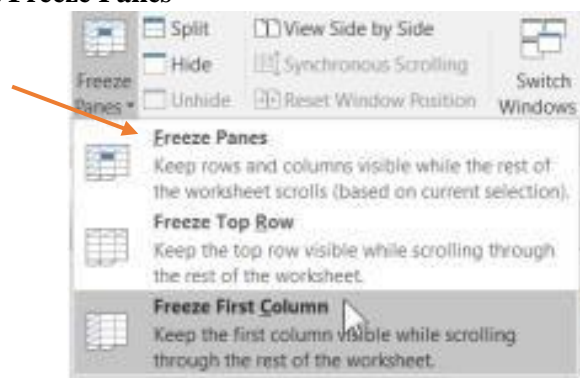 Freeze Panes
Split
View Side by Side
Hide
Synchronous Scrolling
Freeze
Panes
Unhide
Reset Window Position
Switch
Windows
Freeze Panes
Keep rows and columns visible while the rest of
the worksheet scrolls (based on current selection).
Freeze Top Row
Keep the top row visible while scrolling through
the rest of the worksheet.
Freeze First Column
Keep the first column visible while scrolling
through the rest of the worksheet.